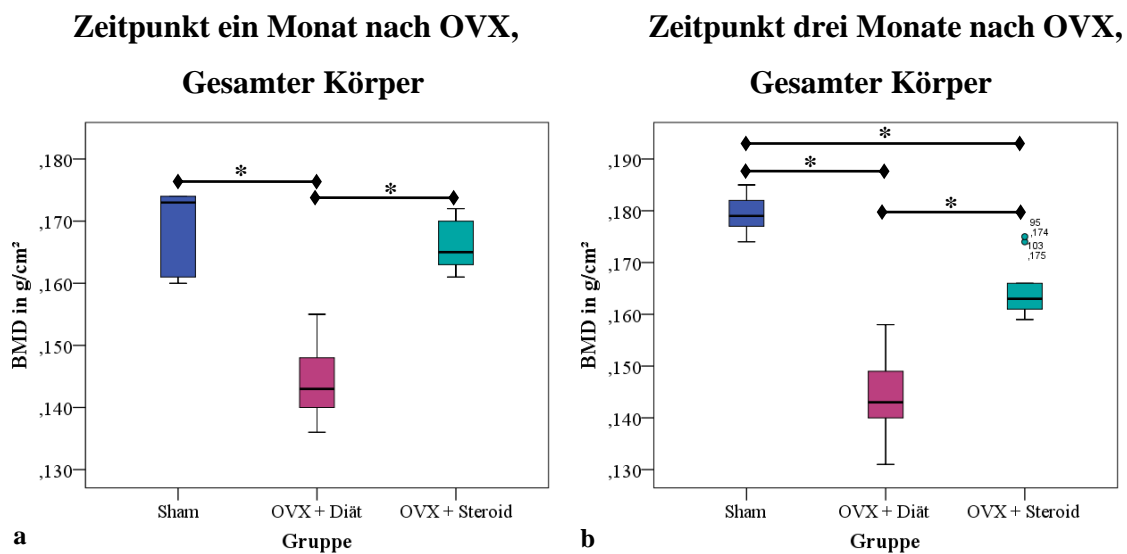 Zeitpunkt ein Monat nach OVX,
Gesamter Körper
,180
,170
,160
,150
,140
,130
BMD in g/cm²
*
*
Sham
OVX + Diät
OVX + Steroid
Gruppe
a
Zeitpunkt drei Monate nach OVX,
Gesamter Körper
,190
,180
,170
,160
,150
,140
,130
BMD in g/cm²
*
*
*
95
,174
103
,175
Sham
OVX + Diät
OVX + Steroid
Gruppe
b